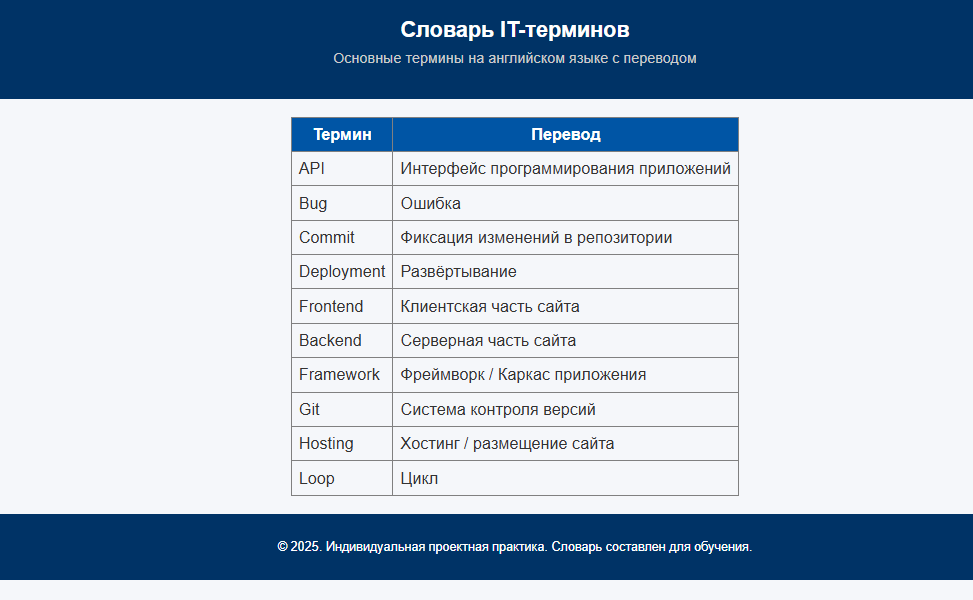 Словарь IT-терминов
Основные термины на английском языке с переводом
Термин Перевод
API Интерфейс программирования приложений
Bug Ошибка
Commit Фиксация изменений в репозитории
Deployment Развёртывание
Frontend Клиентская часть сайта
Backend Серверная часть сайта
Framework Фреймворк / Каркас приложения
Git Система контроля версий
Hosting Хостинг / размещение сайта
Loop Цикл
© 2025. Индивидуальная проектная практика. Словарь составлен для обучения.